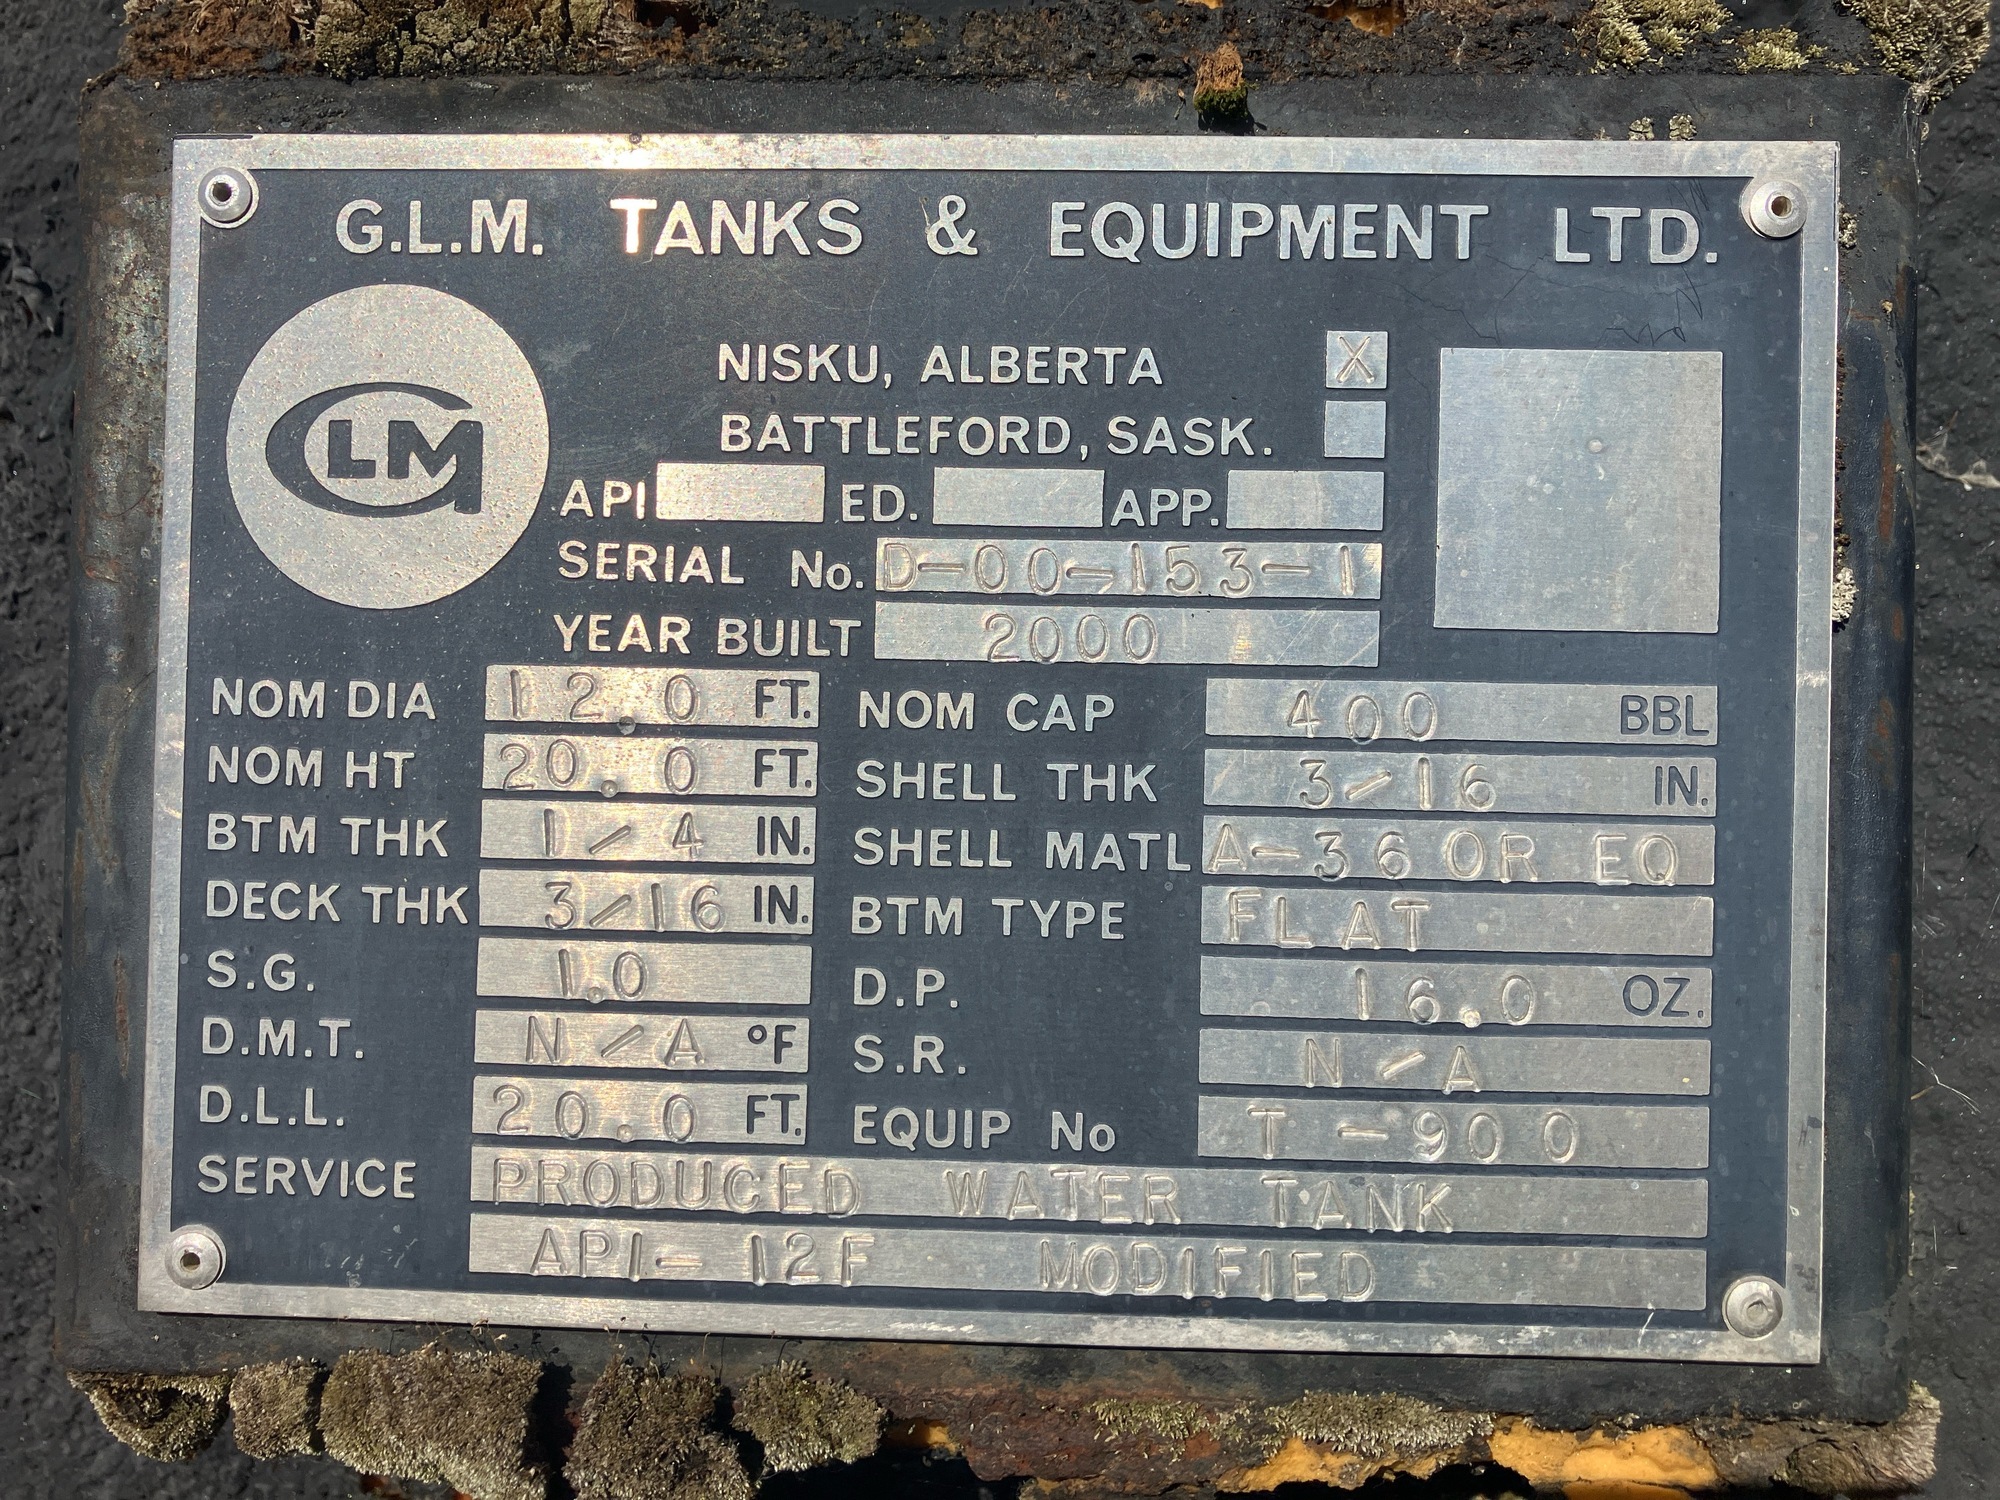 G.L.M. TANKS & EQUIPMENT LTD.
GLM
NISKU, ALBERTA X
BATTLEFORD, SASK.
API ED. APP.
SERIAL No. D-00-153-1
YEAR BUILT 2000
NOM DIA 12.0 FT. NOM CAP 400 BBL
NOM HT 20.0 FT. SHELL THK 3/16 IN.
BTM THK 1/4 IN. SHELL MATL A-36 OR EQ
DECK THK 3/16 IN. BTM TYPE FLAT
S.G. 1.0 D.P. 16.0 OZ.
D.M.T. N/A °F S.R. N/A
D.L.L. 20.0 FT. EQUIP No T-900
SERVICE PRODUCED WATER TANK
API-12F MODIFIED